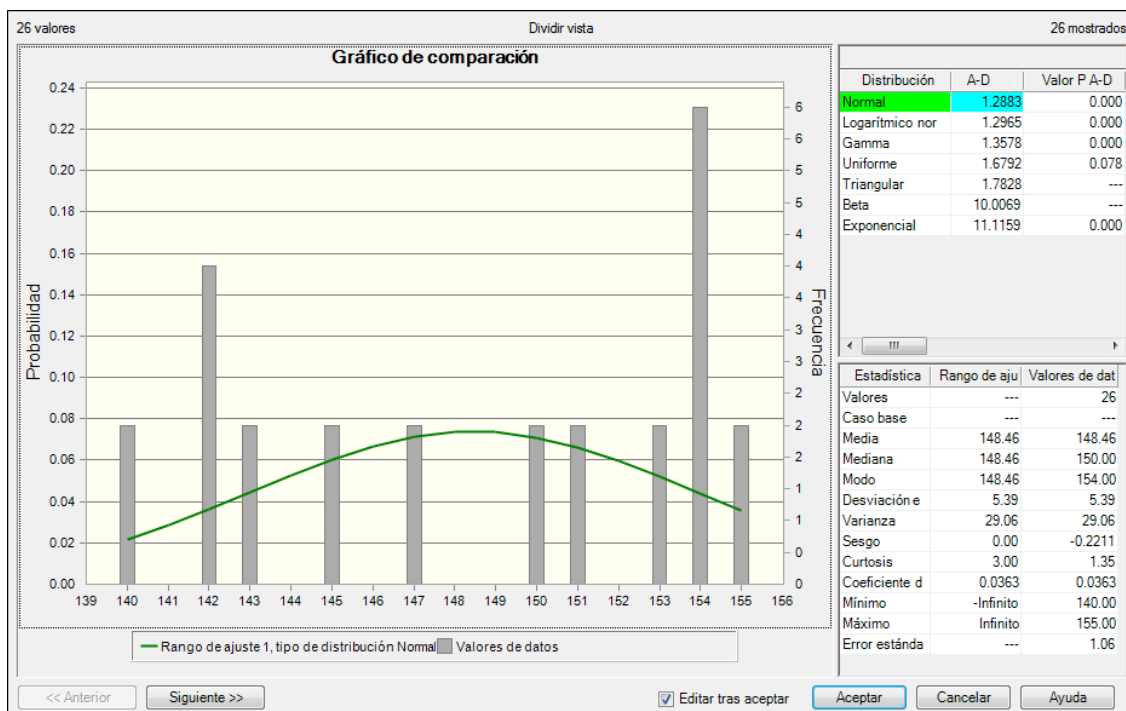 26 valores Dividir vista 26 mostrados
Gráfico de comparación
Probabilidad
0.24
0.22
0.20
0.18
0.16
0.14
0.12
0.10
0.08
0.06
0.04
0.02
0.00
6
6
5
5
4
4
4
3
3
2
2
2
1
1
0
0
Frecuencia
139 140 141 142 143 144 145 146 147 148 149 150 151 152 153 154 155 156
Rango de ajuste 1, tipo de distribución Normal Valores de datos
Distribución A-D Valor P A-D
Normal 1.2883 0.000
Logarítmico nor 1.2965 0.000
Gamma 1.3578 0.000
Uniforme 1.6792 0.078
Triangular 1.7828 ---
Beta 10.0069 ---
Exponencial 11.1159 0.000
Estadística Rango de aju Valores de dat
Valores --- 26
Caso base --- ---
Media 148.46 148.46
Mediana 148.46 150.00
Modo 148.46 154.00
Desviación e 5.39 5.39
Varianza 29.06 29.06
Sesgo 0.00 -0.2211
Curtosis 3.00 1.35
Coeficiente d 0.0363 0.0363
Mínimo -Infinito 140.00
Máximo Infinito 155.00
Error estánda --- 1.06
<< Anterior Siguiente >> Editar tras aceptar Aceptar Cancelar Ayuda